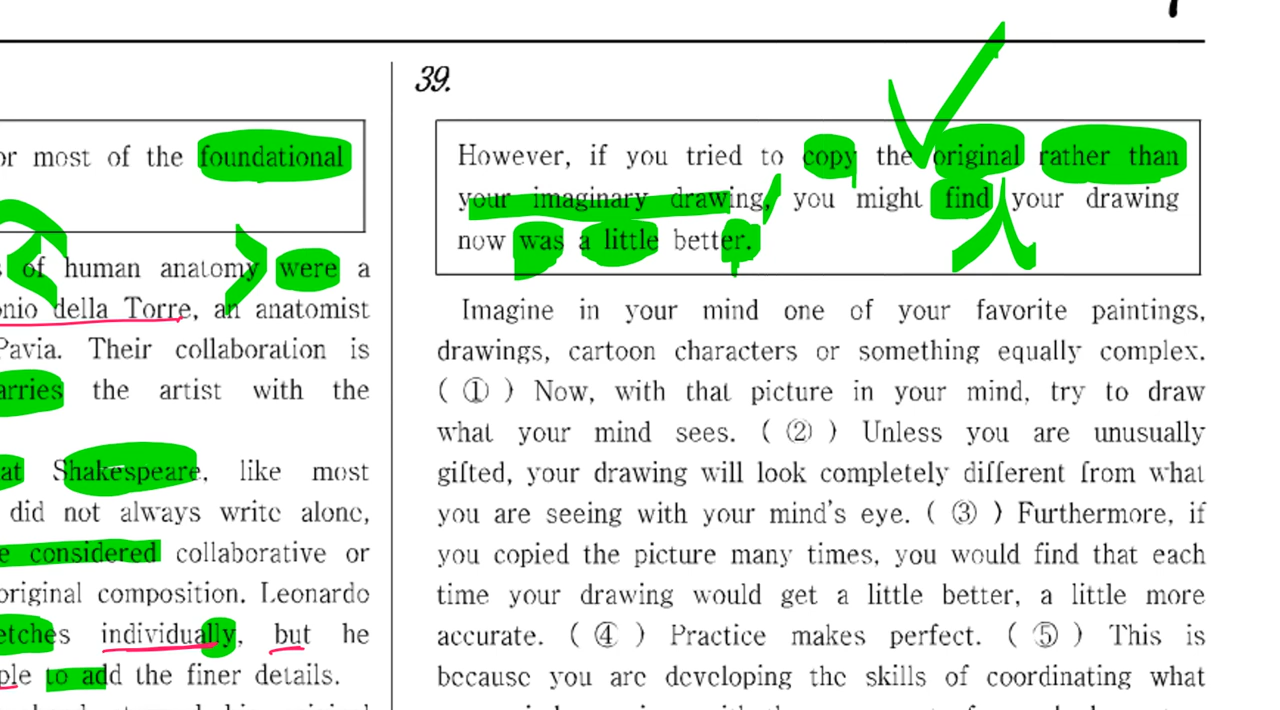 or most of the foundational
of human anatomy were a
onio della Torre, an anatomist
Pavia. Their collaboration is
arries the artist with the
at Shakespeare, like most
did not always write alone,
e considered collaborative or
original composition. Leonardo
etches individually, but he
ple to add the finer details.
39.
However, if you tried to copy the original rather than
your imaginary drawing, you might find your drawing
now was a little better.
Imagine in your mind one of your favorite paintings,
drawings, cartoon characters or something equally complex.
( ① ) Now, with that picture in your mind, try to draw
what your mind sees. ( ② ) Unless you are unusually
gifted, your drawing will look completely different from what
you are seeing with your mind's eye. ( ③ ) Furthermore, if
you copied the picture many times, you would find that each
time your drawing would get a little better, a little more
accurate. ( ④ ) Practice makes perfect. ( ⑤ ) This is
because you are developing the skills of coordinating what